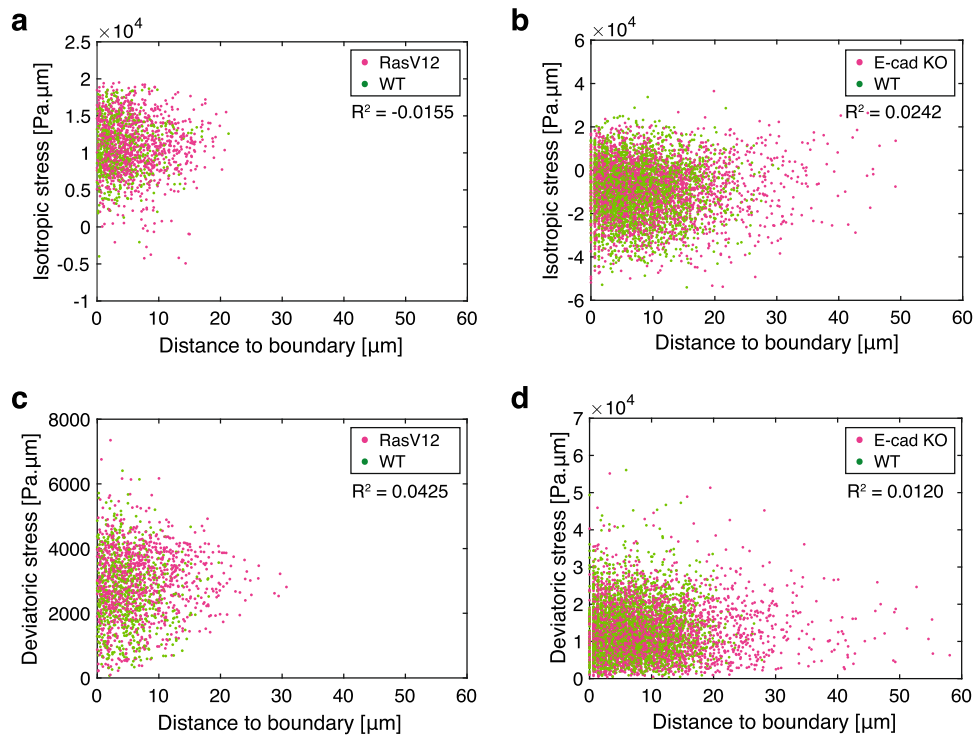 a
×10⁴
2.5
2
1.5
1
0.5
0
-0.5
-1
Isotropic stress [Pa.µm]
RasV12
WT
R² = -0.0155
0 10 20 30 40 50 60
Distance to boundary [µm]
b
×10⁴
6
4
2
0
-2
-4
-6
Isotropic stress [Pa.µm]
E-cad KO
WT
R² = 0.0242
0 10 20 30 40 50 60
Distance to boundary [µm]
c
8000
6000
4000
2000
0
Deviatoric stress [Pa.µm]
RasV12
WT
R² = 0.0425
0 10 20 30 40 50 60
Distance to boundary [µm]
d
×10⁴
7
6
5
4
3
2
1
0
Deviatoric stress [Pa.µm]
E-cad KO
WT
R² = 0.0120
0 10 20 30 40 50 60
Distance to boundary [µm]